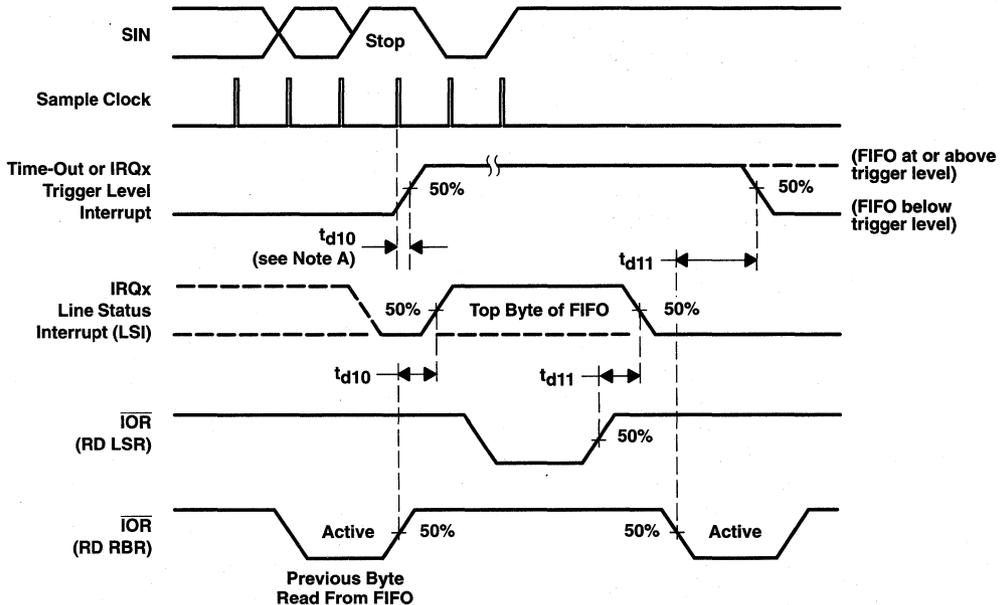 SIN
Stop
Sample Clock
Time-Out or IRQx
Trigger Level
Interrupt
50%
50%
(FIFO at or above
trigger level)
(FIFO below
trigger level)
td10
(see Note A)
td11
IRQx
Line Status
Interrupt (LSI)
50%
Top Byte of FIFO
50%
td10
td11
IOR
(RD LSR)
50%
IOR
(RD RBR)
Active
50%
50%
Active
Previous Byte
Read From FIFO